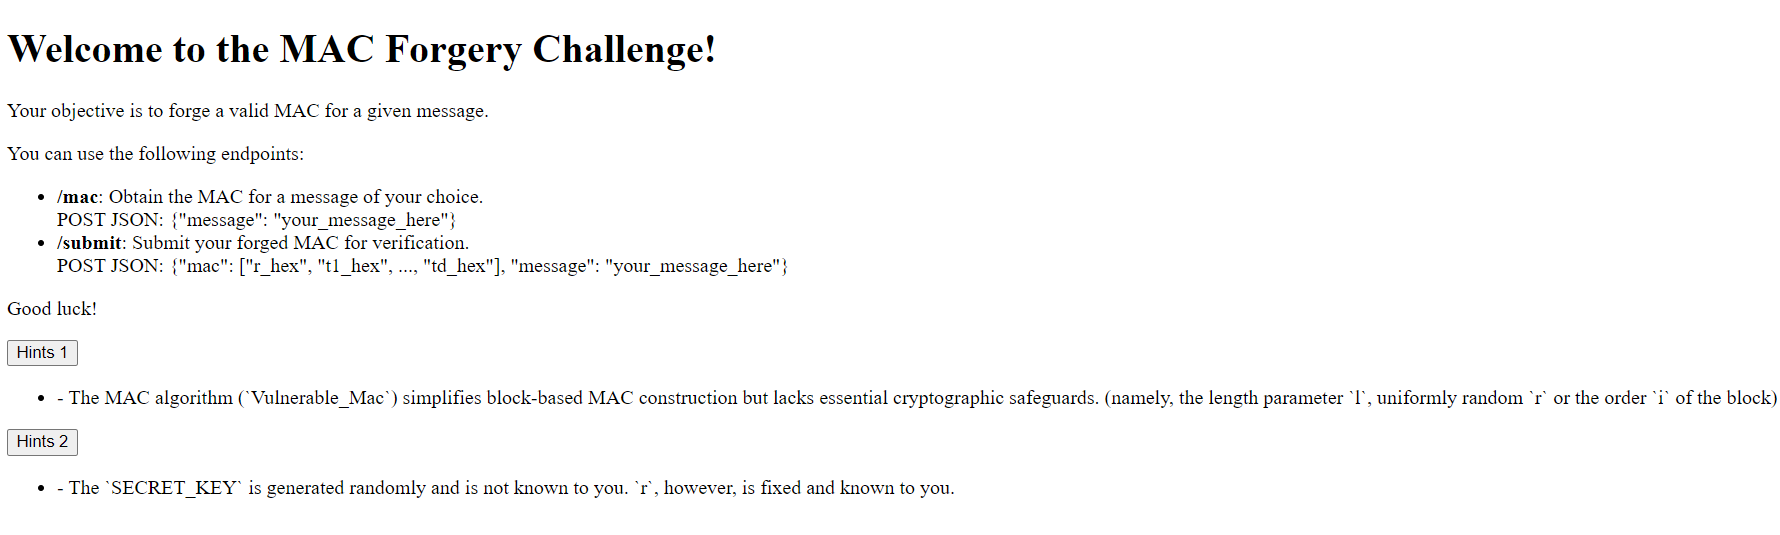 Welcome to the MAC Forgery Challenge!
Your objective is to forge a valid MAC for a given message.
You can use the following endpoints:
• /mac: Obtain the MAC for a message of your choice.
POST JSON: {"message": "your_message_here"}
• /submit: Submit your forged MAC for verification.
POST JSON: {"mac": ["r_hex", "t1_hex", ..., "td_hex"], "message": "your_message_here"}
Good luck!
Hints 1
• - The MAC algorithm (`Vulnerable_Mac`) simplifies block-based MAC construction but lacks essential cryptographic safeguards. (namely, the length parameter `l`, uniformly random `r` or the order `i` of the block)
Hints 2
• - The `SECRET_KEY` is generated randomly and is not known to you. `r`, however, is fixed and known to you.